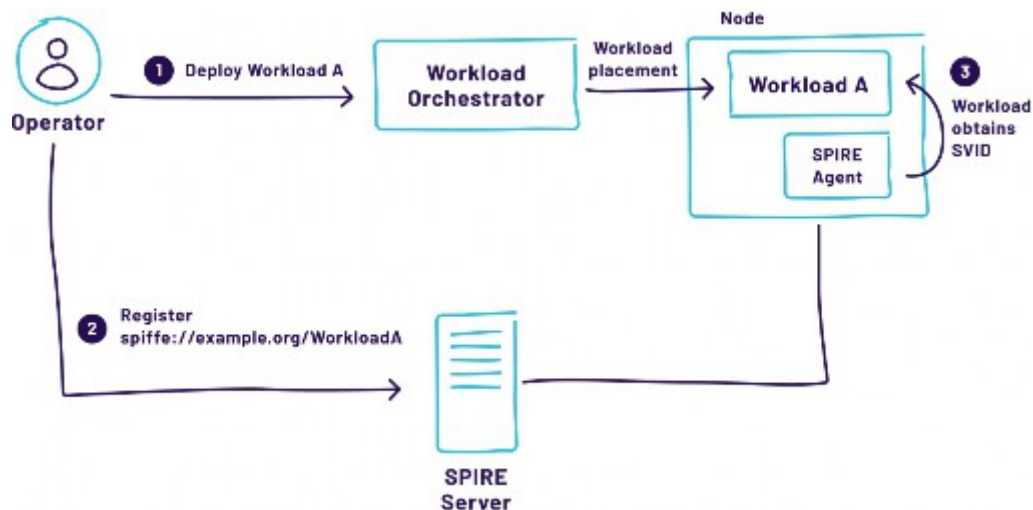 Node
1 Deploy Workload A
Operator
Workload
Orchestrator
Workload
placement
Workload A
3
Workload
obtains
SVID
SPIRE
Agent
2 Register
spiffe://example.org/WorkloadA
SPIRE
Server